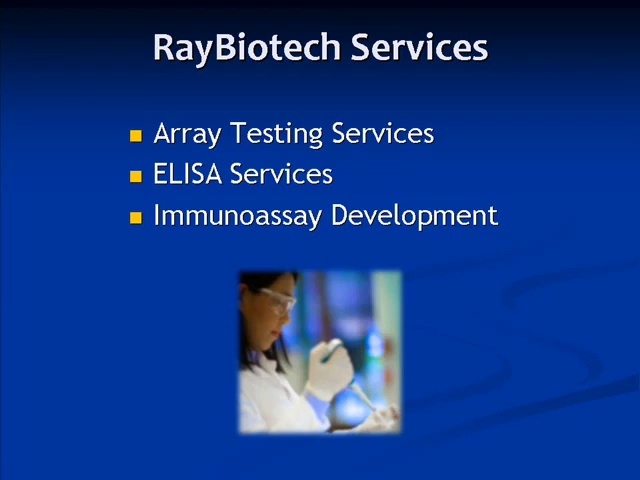 RayBiotech Services
Array Testing Services
ELISA Services
Immunoassay Development